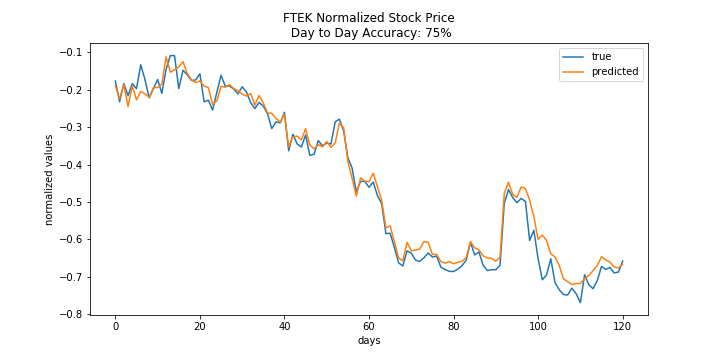 FTEK Normalized Stock Price
Day to Day Accuracy: 75%
true
predicted
normalized values
−0.1
−0.2
−0.3
−0.4
−0.5
−0.6
−0.7
−0.8
0
20
40
60
80
100
120
days